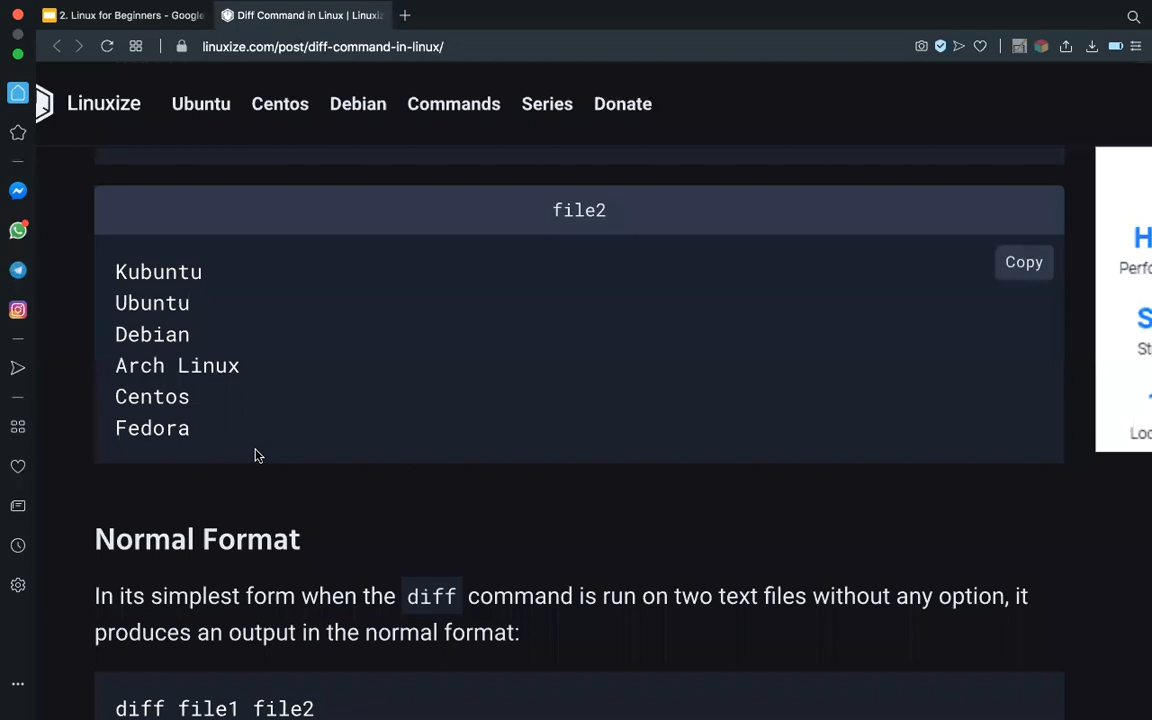 2. Linux for Beginners - Google
Diff Command in Linux | Linuxiz
linuxize.com/post/diff-command-in-linux/
Linuxize Ubuntu Centos Debian Commands Series Donate
file2
Copy
Kubuntu
Ubuntu
Debian
Arch Linux
Centos
Fedora
Normal Format
In its simplest form when the diff command is run on two text files without any option, it
produces an output in the normal format:
diff file1 file2